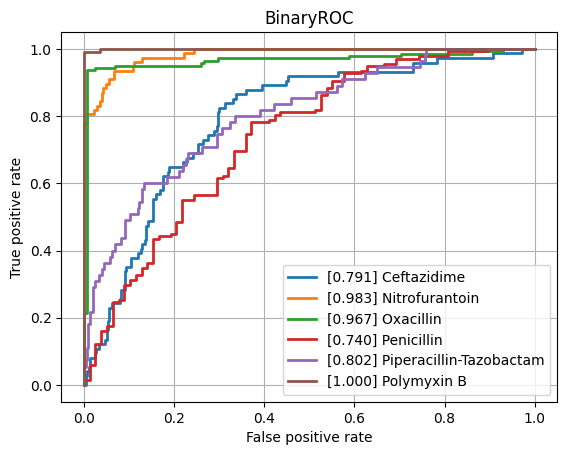 BinaryROC
True positive rate
1.0
0.8
0.6
0.4
0.2
0.0
[0.791] Ceftazidime
[0.983] Nitrofurantoin
[0.967] Oxacillin
[0.740] Penicillin
[0.802] Piperacillin-Tazobactam
[1.000] Polymyxin B
0.0 0.2 0.4 0.6 0.8 1.0
False positive rate